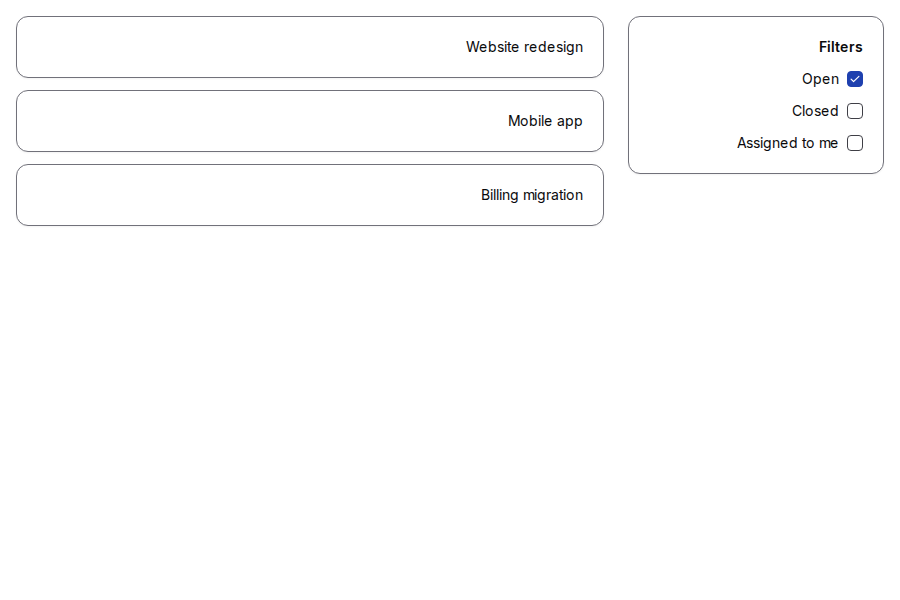 Filters
Open
Closed
Assigned to me
Website redesign
Mobile app
Billing migration